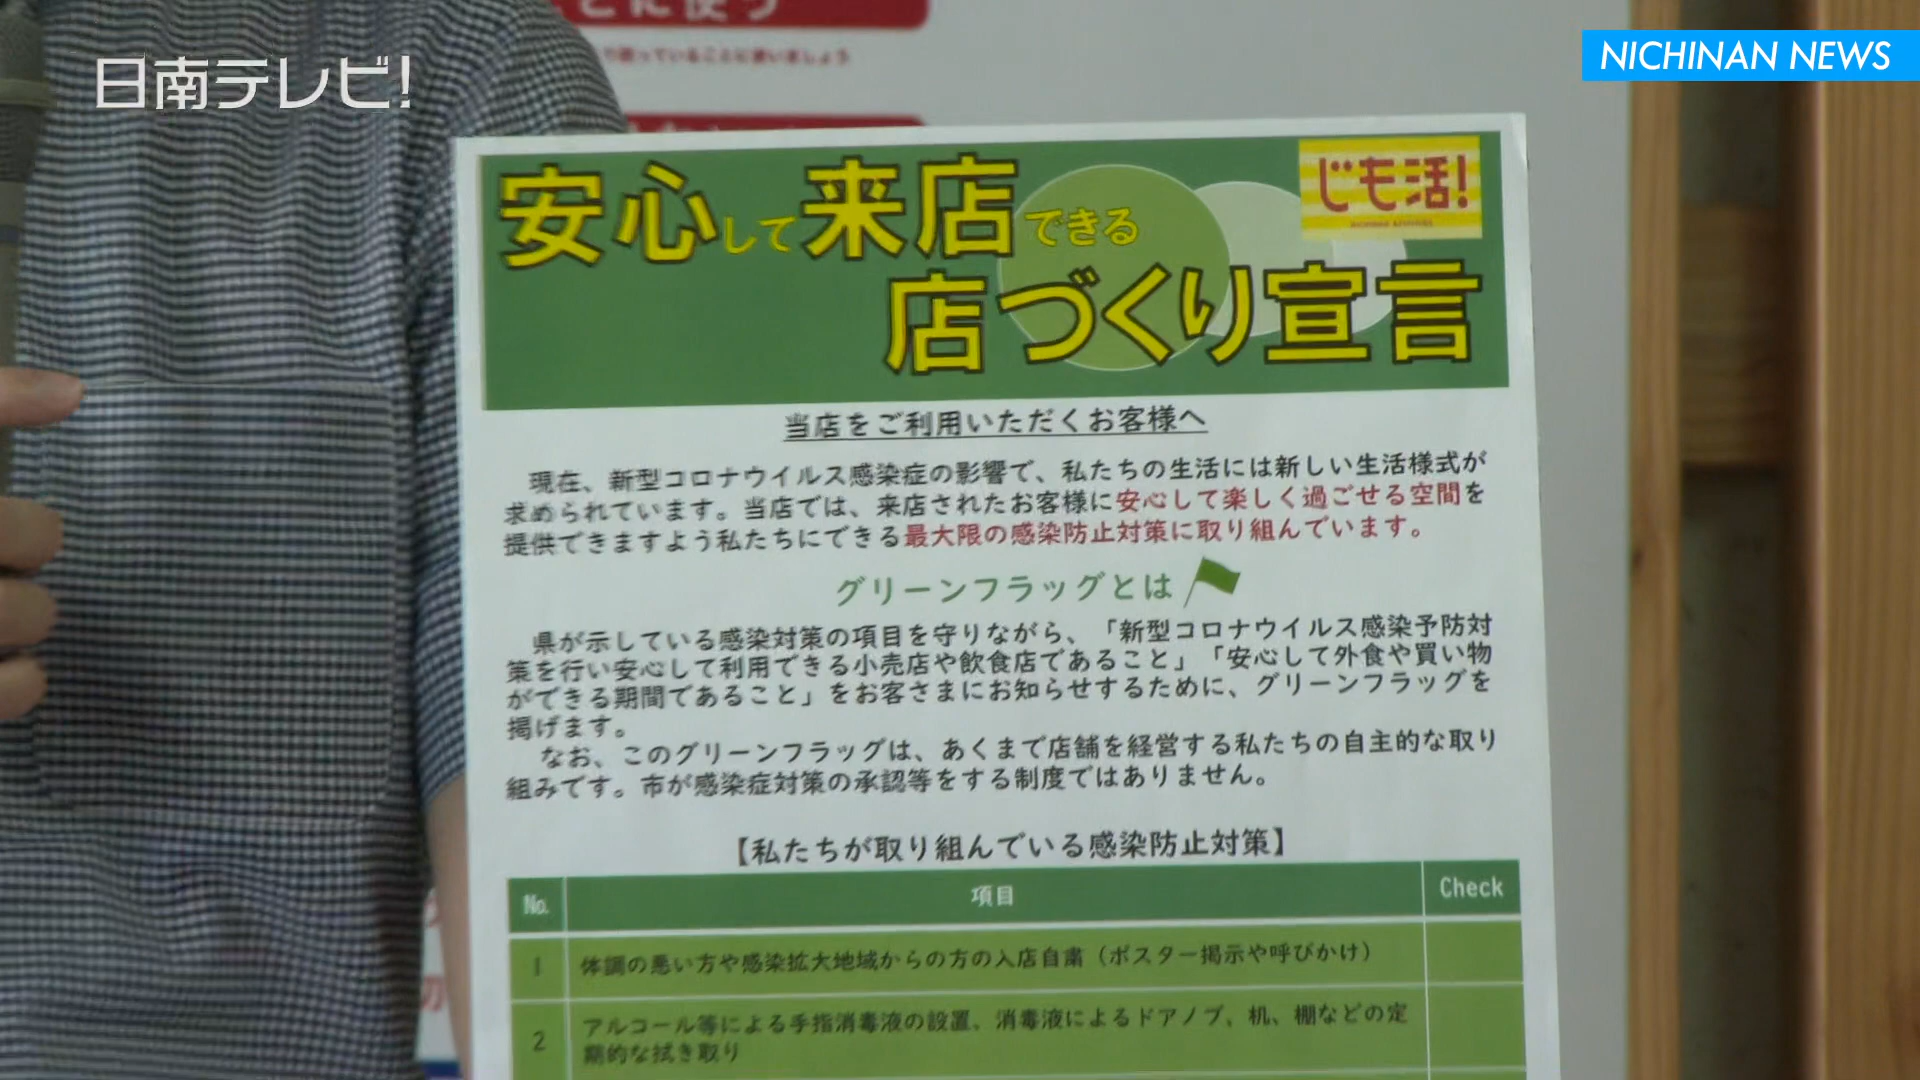 日南テレビ!
NICHINAN NEWS
とに使う
安心して来店できる
じも活!
店づくり宣言
当店をご利用いただくお客様へ
現在、新型コロナウイルス感染症の影響で、私たちの生活には新しい生活様式が
求められています。当店では、来店されたお客様に安心して楽しく過ごせる空間を
提供できますよう私たちにできる最大限の感染防止対策に取り組んでいます。
グリーンフラッグとは
県が示している感染対策の項目を守りながら、「新型コロナウイルス感染予防対
策を行い安心して利用できる小売店や飲食店であること」「安心して外食や買い物
ができる期間であること」をお客さまにお知らせするために、グリーンフラッグを
掲げます。
なお、このグリーンフラッグは、あくまで店舗を経営する私たちの自主的な取り
組みです。市が感染症対策の承認等をする制度ではありません。
【私たちが取り組んでいる感染防止対策】
No. 項目 Check
1 体調の悪い方や感染拡大地域からの方の入店自粛（ポスター掲示や呼びかけ）
2 アルコール等による手指消毒液の設置、消毒液によるドアノブ、机、棚などの定
期的な拭き取り